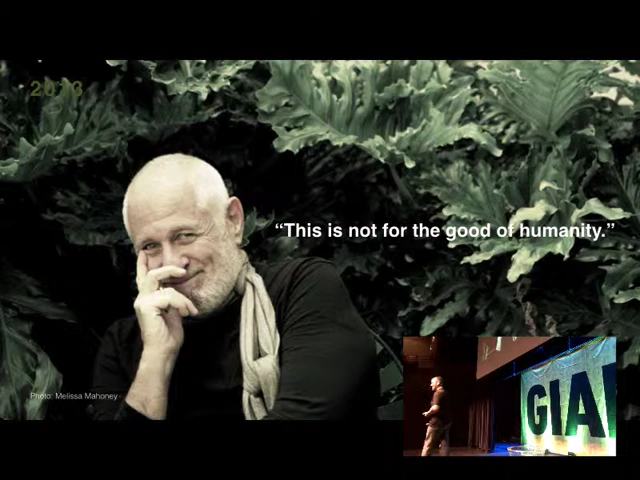 2013
“This is not for the good of humanity.”
GIA
Photo: Melissa Mahoney